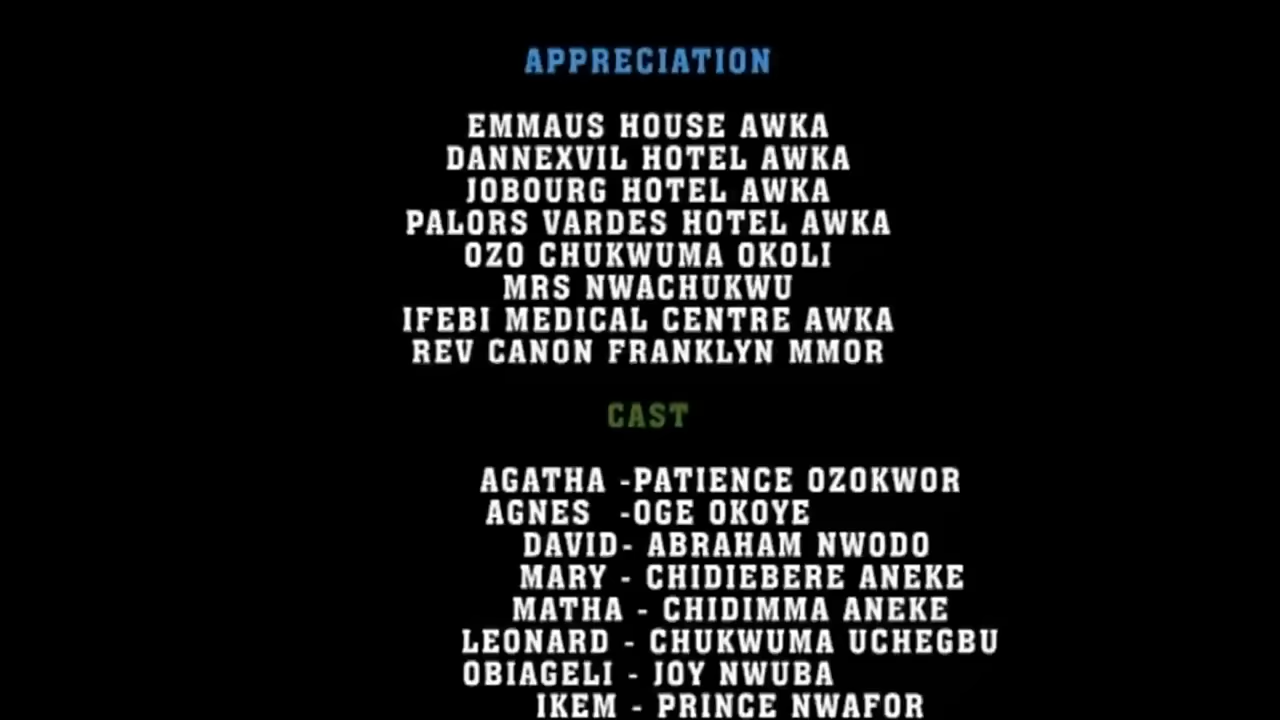 APPRECIATION
EMMAUS HOUSE AWKA
DANNEXVIL HOTEL AWKA
JOBOURG HOTEL AWKA
PALORS VARDES HOTEL AWKA
OZO CHUKWUMA OKOLI
MRS NWACHUKWU
IFEBI MEDICAL CENTRE AWKA
REV CANON FRANKLYN MMOR
CAST
AGATHA -PATIENCE OZOKWOR
AGNES -OGE OKOYE
DAVID- ABRAHAM NWODO
MARY - CHIDIEBERE ANEKE
MATHA - CHIDIMMA ANEKE
LEONARD - CHUKWUMA UCHEGBU
OBIAGELI - JOY NWUBA
IKEM - PRINCE NWAFOR